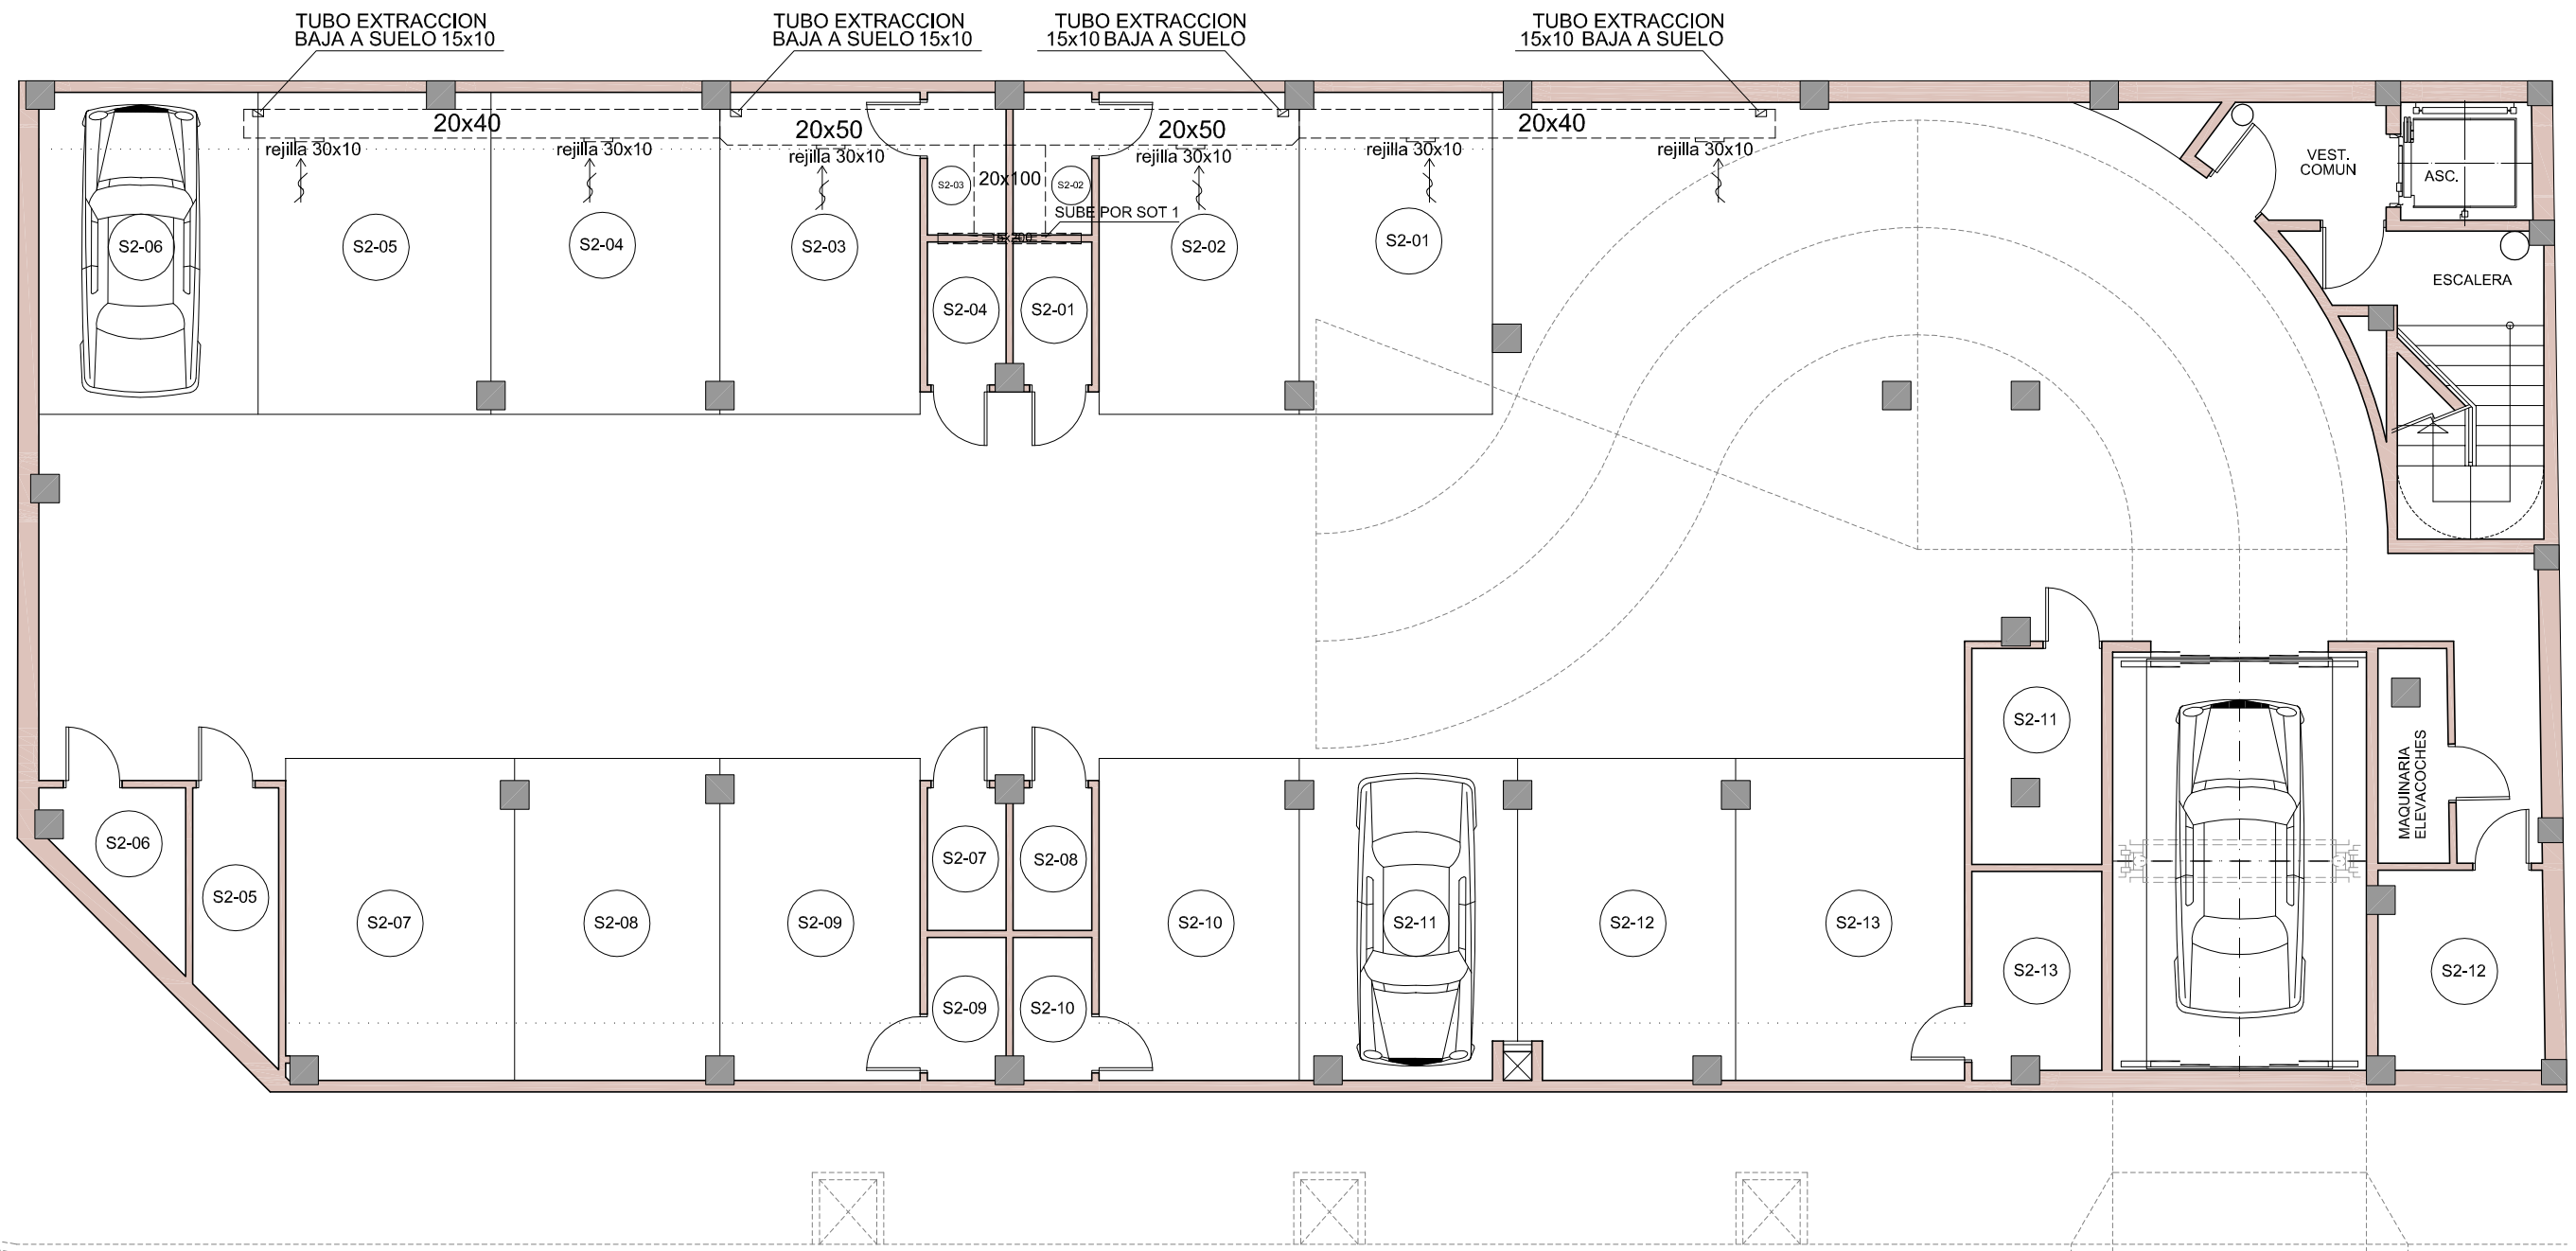 TUBO EXTRACCION
BAJA A SUELO 15x10
TUBO EXTRACCION
BAJA A SUELO 15x10
TUBO EXTRACCION
15x10 BAJA A SUELO
TUBO EXTRACCION
15x10 BAJA A SUELO
20x40
20x50
20x50
20x40
rejilla 30x10
rejilla 30x10
rejilla 30x10
rejilla 30x10
rejilla 30x10
rejilla 30x10
VEST.
COMUN
ASC.
S2-03
20x100
S2-02
SUBE POR SOT 1
S2-06
S2-05
S2-04
S2-03
S2-02
S2-01
ESCALERA
S2-04
S2-01
S2-11
MAQUINARIA
ELEVACOCHES
S2-06
S2-05
S2-07
S2-08
S2-07
S2-08
S2-09
S2-10
S2-11
S2-12
S2-13
S2-09
S2-10
S2-13
S2-12